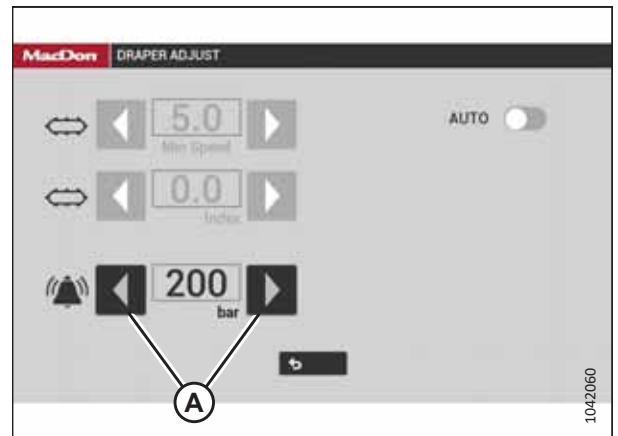 MacDon DRAPER ADJUST
5.0
Min Speed
AUTO
0.0
Index
200
bar
A
1042060